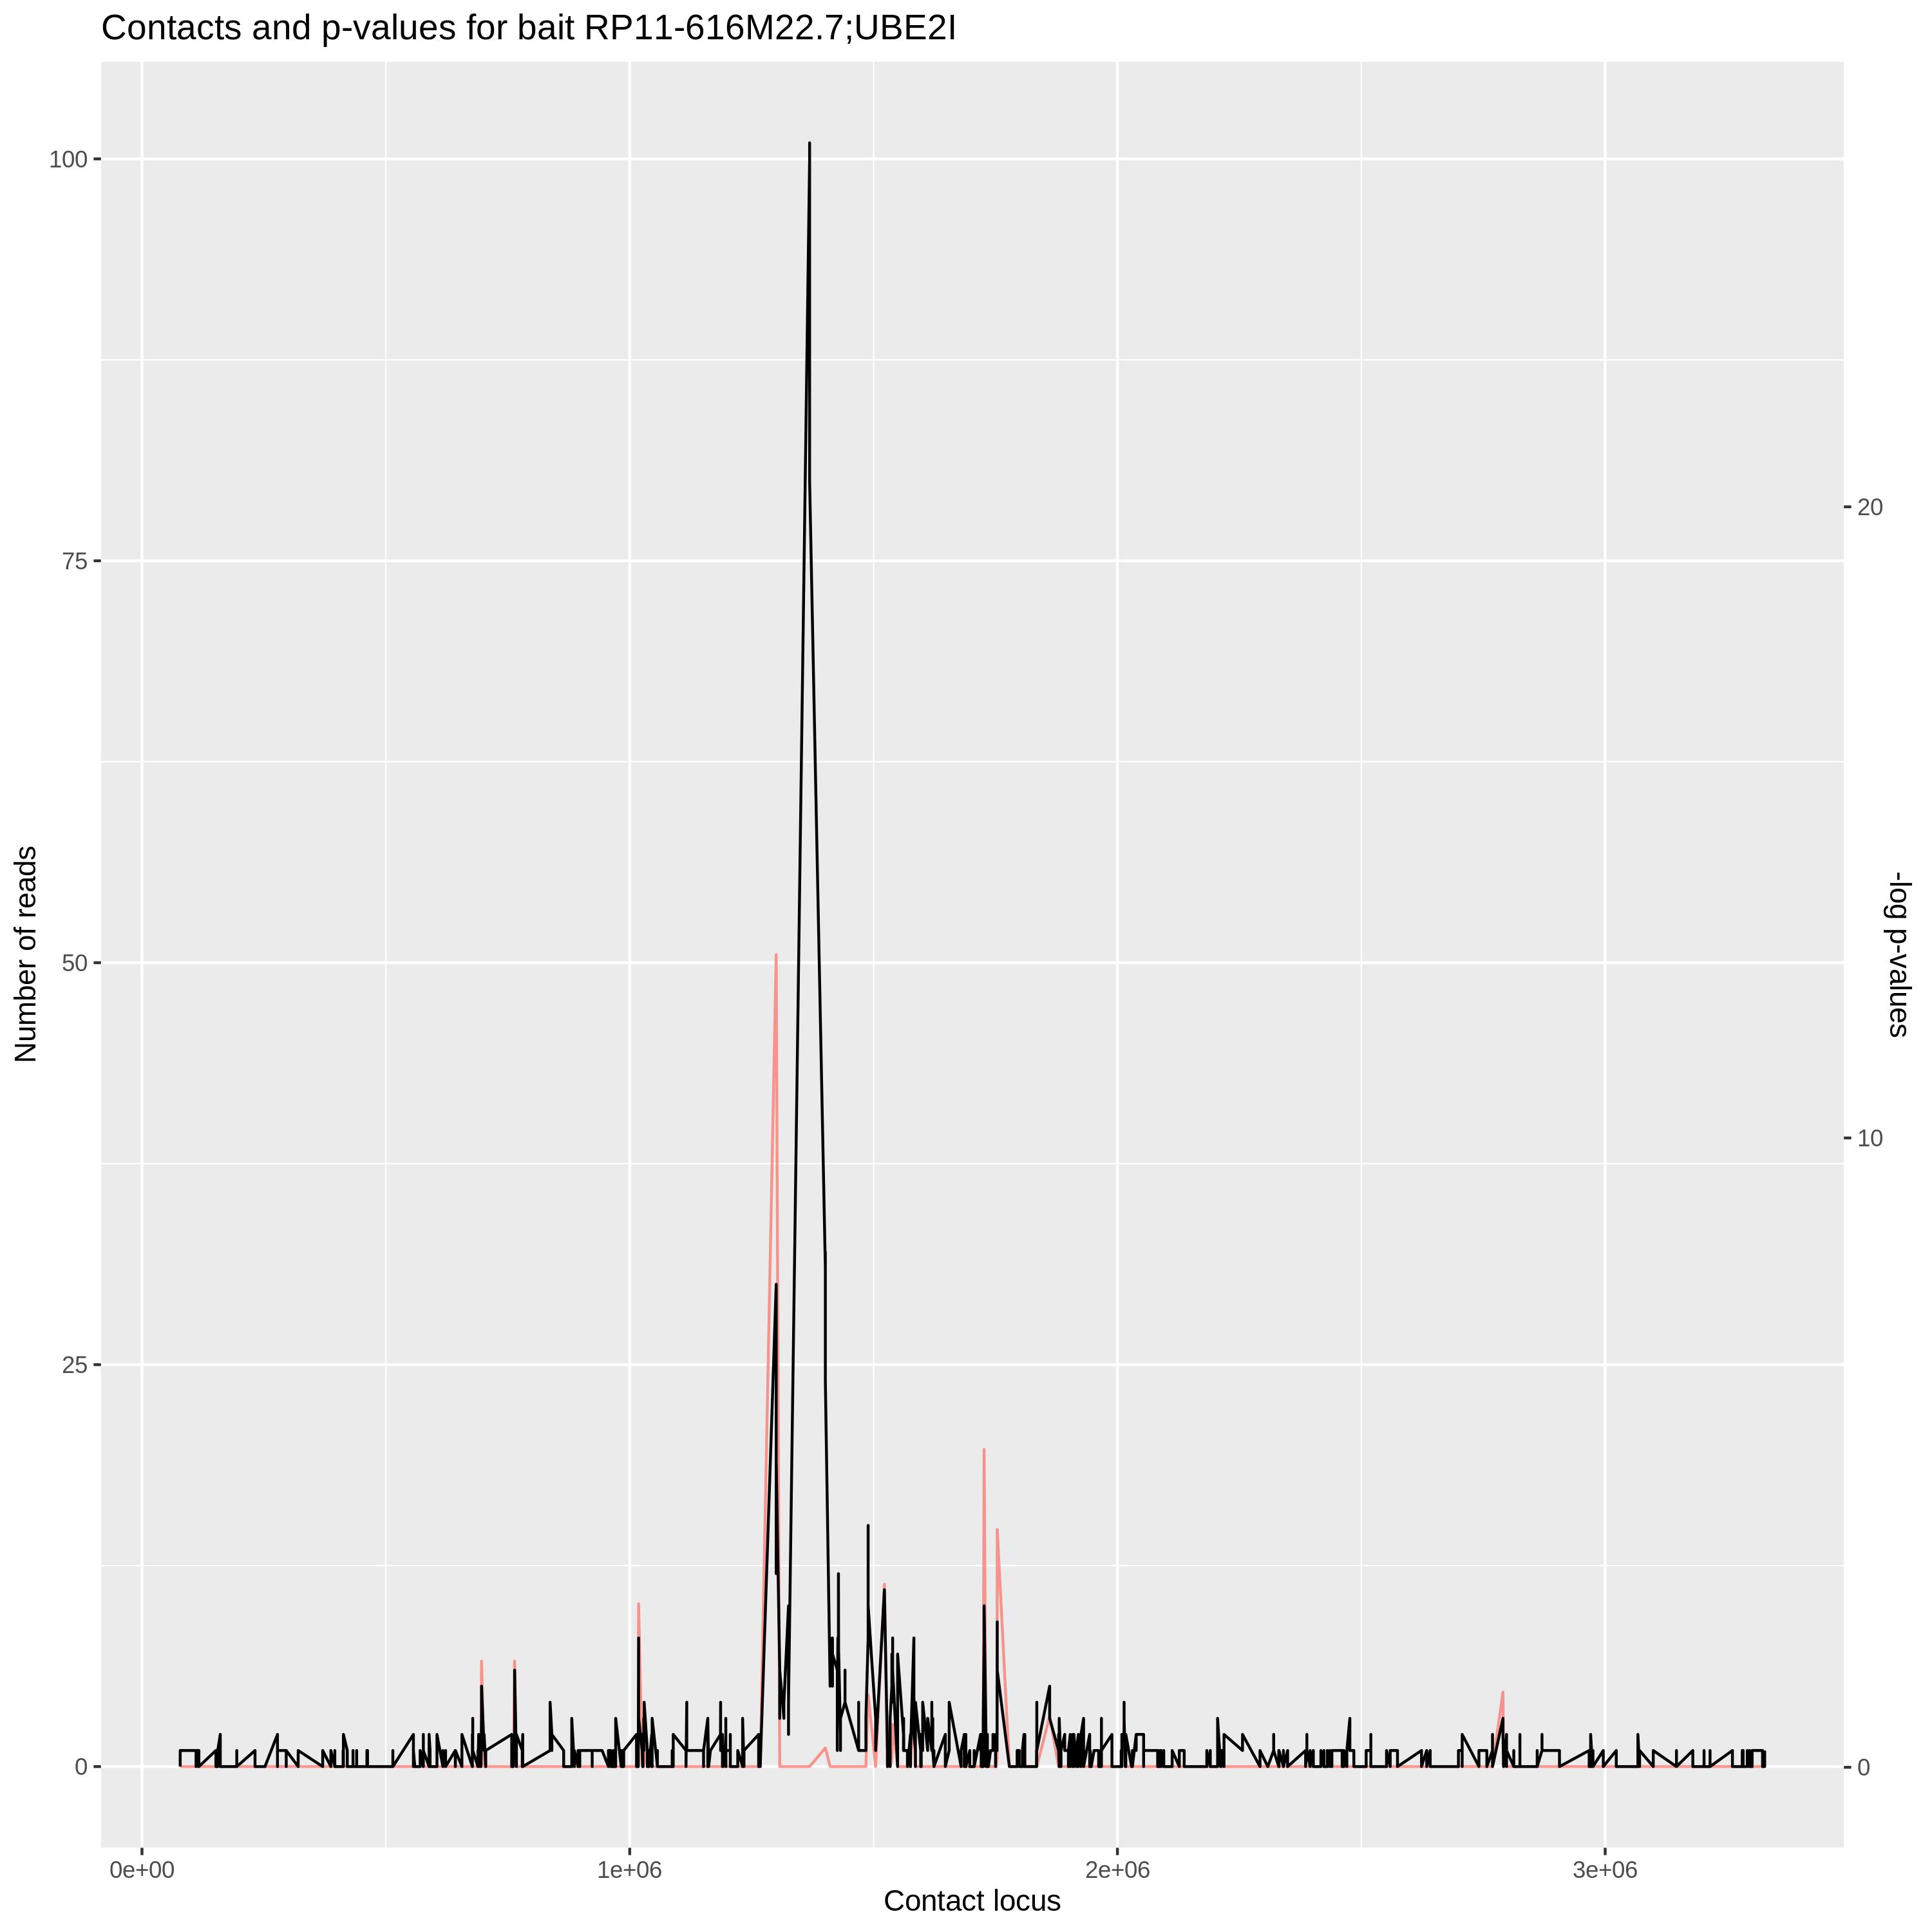 Contacts and p-values for bait RP11-616M22.7;UBE2I
100
75
50
25
0
Number of reads
20
10
0
-log p-values
0e+00 1e+06 2e+06 3e+06
Contact locus